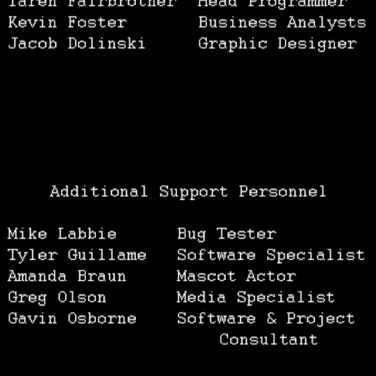 Taren Fairbrother Head Programmer
Kevin Foster Business Analysts
Jacob Dolinski Graphic Designer
Additional Support Personnel
Mike Labbie Bug Tester
Tyler Guillame Software Specialist
Amanda Braun Mascot Actor
Greg Olson Media Specialist
Gavin Osborne Software & Project
Consultant